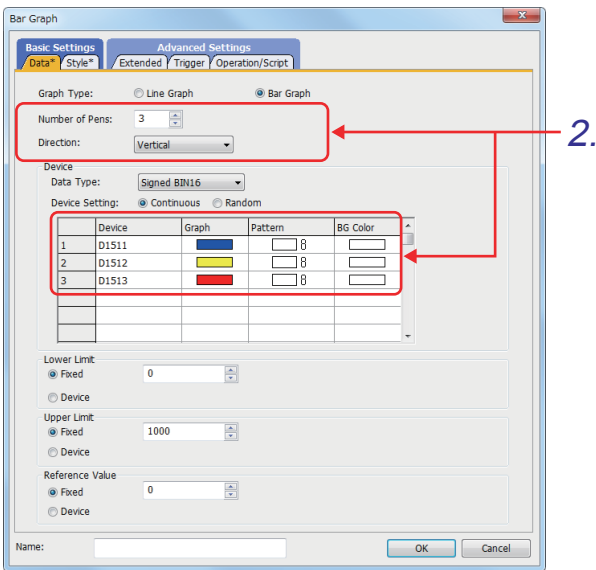 Bar Graph
Basic Settings Advanced Settings
Data* Style* Extended Trigger Operation/Script
Graph Type: Line Graph Bar Graph
Number of Pens: 3
2.
Direction: Vertical
Device
Data Type: Signed BIN16
Device Setting: Continuous Random
Device Graph Pattern BG Color
1 D1511 8
2 D1512 8
3 D1513 8
Lower Limit
Fixed 0
Device
Upper Limit
Fixed 1000
Device
Reference Value
Fixed 0
Device
Name: OK Cancel